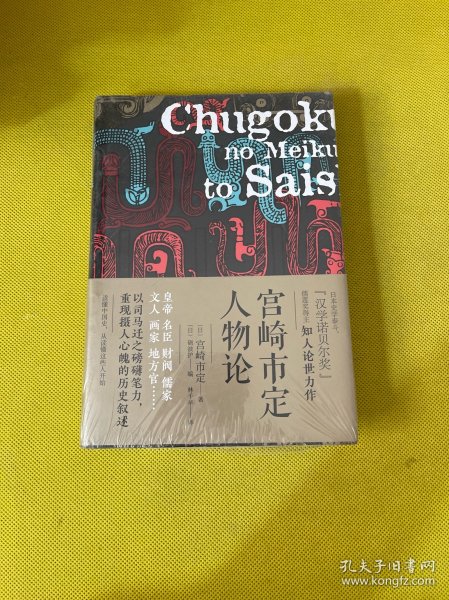 Chugoku
no Meiku
to Saish
日本史学泰斗、
『汉学诺贝尔奖』
儒莲奖得主
知人论世力作
宫崎市定
人物论
[日] 宫崎市定 著
[日] 砺波护 编
林千早 译
皇帝 名臣 财阀 儒家
文人 画家 地方官……
以司马迁之磅礴笔力，
重现摄人心魄的历史叙述
读懂中国史，从读懂这些人开始
孔夫子旧书网
www.kongfz.com